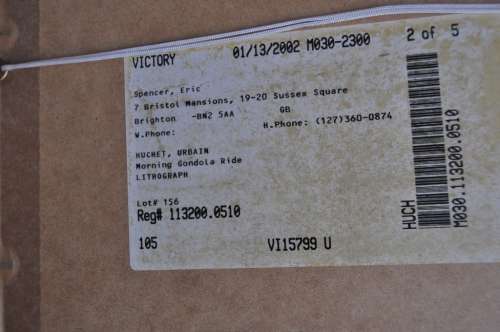 VICTORY 01/13/2002 M030-2300 2 of 5
Spencer, Eric
7 Bristol Mansions, 19-20 Sussex Square
Brighton -BN2 5AA GB
W.Phone: H.Phone: (127)360-0874
HUCHET, URBAIN
Morning Gondola Ride
LITHOGRAPH
Lot# 156
Reg# 113200.0510
105 VI15799 U
HUCH
M030.113200.0510